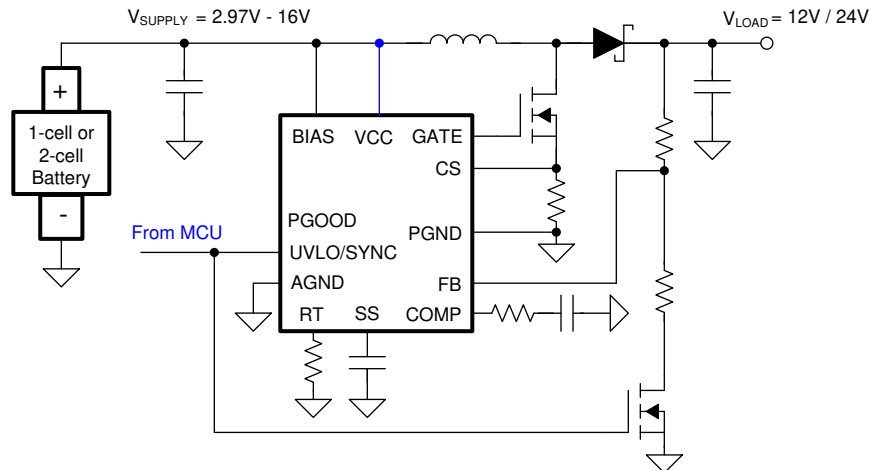 VSUPPLY = 2.97V - 16V
VLOAD = 12V / 24V
+
1-cell or
2-cell
Battery
-
BIAS
VCC
GATE
CS
PGOOD
From MCU
UVLO/SYNC
PGND
AGND
FB
RT
SS
COMP